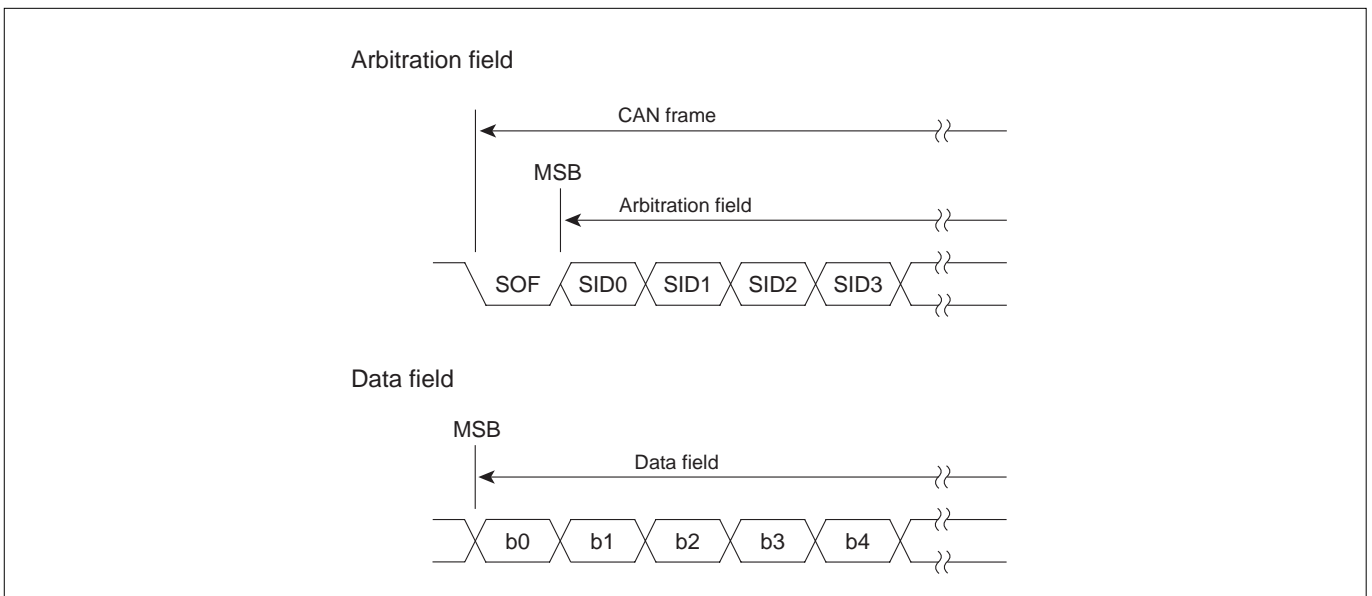 Arbitration field
CAN frame
MSB
Arbitration field
SOF SID0 SID1 SID2 SID3
Data field
MSB
Data field
b0 b1 b2 b3 b4